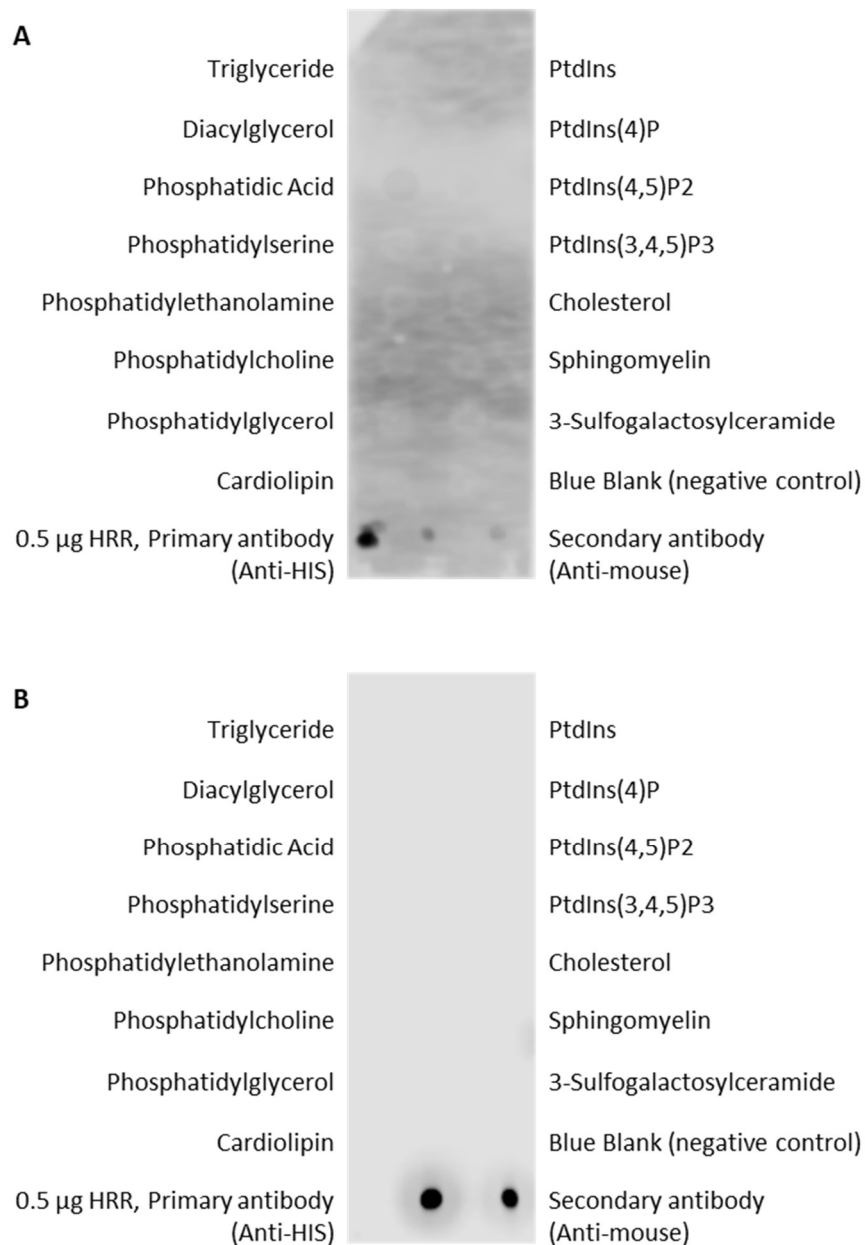 A
Triglyceride PtdIns
Diacylglycerol PtdIns(4)P
Phosphatidic Acid PtdIns(4,5)P2
Phosphatidylserine PtdIns(3,4,5)P3
Phosphatidylethanolamine Cholesterol
Phosphatidylcholine Sphingomyelin
Phosphatidylglycerol 3-Sulfogalactosylceramide
Cardiolipin Blue Blank (negative control)
0.5 µg HRR, Primary antibody Secondary antibody
(Anti-HIS) (Anti-mouse)
B
Triglyceride PtdIns
Diacylglycerol PtdIns(4)P
Phosphatidic Acid PtdIns(4,5)P2
Phosphatidylserine PtdIns(3,4,5)P3
Phosphatidylethanolamine Cholesterol
Phosphatidylcholine Sphingomyelin
Phosphatidylglycerol 3-Sulfogalactosylceramide
Cardiolipin Blue Blank (negative control)
0.5 µg HRR, Primary antibody Secondary antibody
(Anti-HIS) (Anti-mouse)